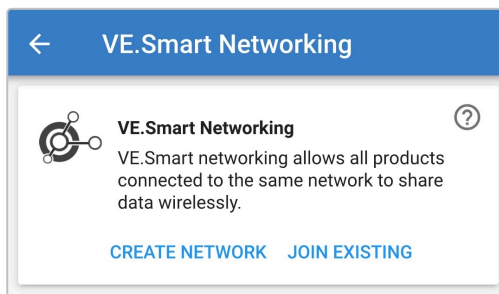 VE.Smart Networking
VE.Smart Networking
VE.Smart networking allows all products
connected to the same network to share
data wirelessly.
CREATE NETWORK JOIN EXISTING